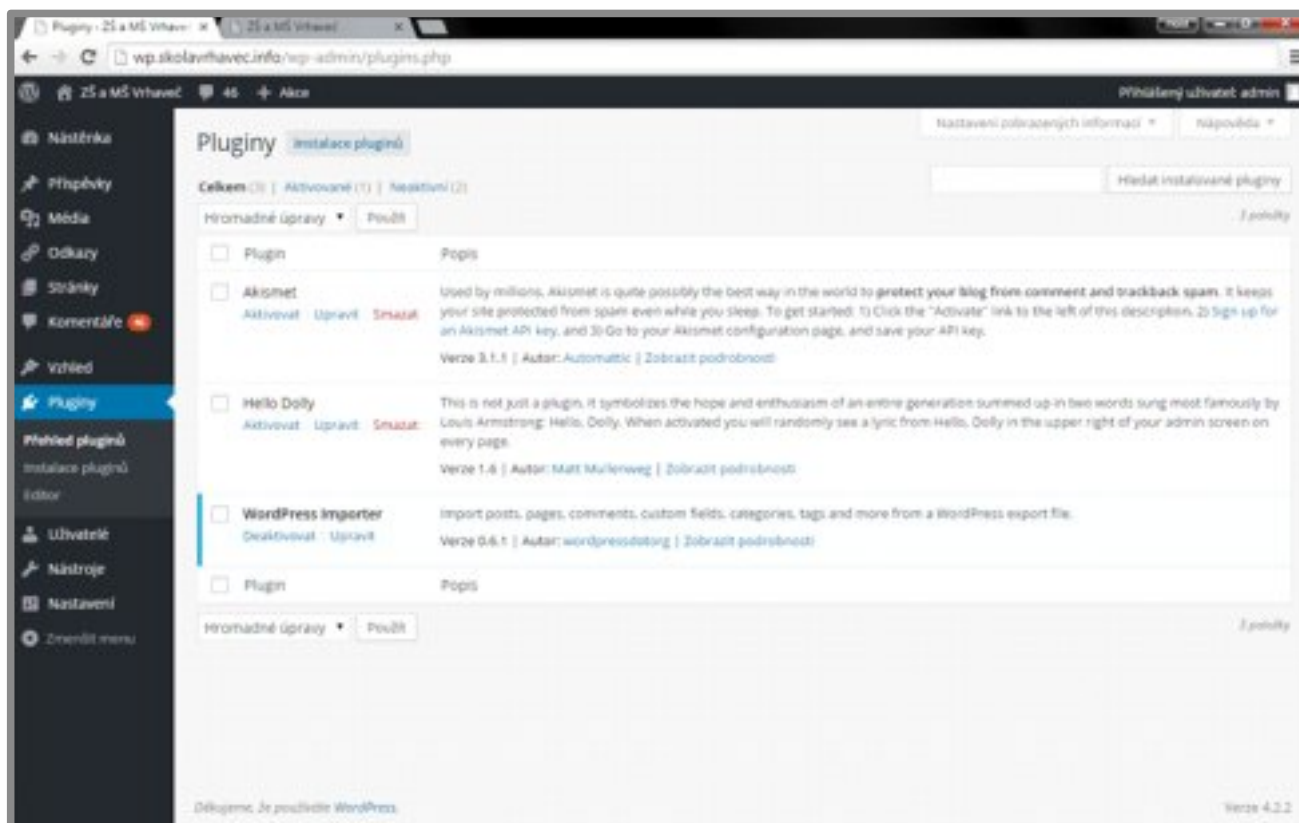 Pluginy ‹ ZŠ a MŠ Vrhaveč
ZŠ a MŠ Vrhaveč
wp.skolavrhavec.info/wp-admin/plugins.php
ZŠ a MŠ Vrhaveč 46 + Akce Přihlášený uživatel: admin
Nástěnka
Příspěvky
Média
Odkazy
Stránky
Komentáře 46
Vzhled
Pluginy
Přehled pluginů
Instalace pluginů
Editor
Uživatelé
Nástroje
Nastavení
Zmenšit menu
Nastavení zobrazených informací Nápověda
Pluginy Instalace pluginů
Celkem (3) | Aktivované (1) | Neaktivní (2)
Hledat instalované pluginy
Hromadné úpravy Použít
3 položky
Plugin Popis
Akismet
Aktivovat Upravit Smazat
Used by millions, Akismet is quite possibly the best way in the world to protect your blog from comment and trackback spam. It keeps
your site protected from spam even while you sleep. To get started: 1) Click the "Activate" link to the left of this description, 2) Sign up for
an Akismet API key, and 3) Go to your Akismet configuration page, and save your API key.
Verze 3.1.1 | Autor: Automattic | Zobrazit podrobnosti
Hello Dolly
Aktivovat Upravit Smazat
This is not just a plugin, it symbolizes the hope and enthusiasm of an entire generation summed up in two words sung most famously by
Louis Armstrong: Hello, Dolly. When activated you will randomly see a lyric from Hello, Dolly in the upper right of your admin screen on
every page.
Verze 1.6 | Autor: Matt Mullenweg | Zobrazit podrobnosti
WordPress Importer
Deaktivovat Upravit
Import posts, pages, comments, custom fields, categories, tags and more from a WordPress export file.
Verze 0.6.1 | Autor: wordpressdotorg | Zobrazit podrobnosti
Plugin Popis
Hromadné úpravy Použít
3 položky
Děkujeme, že používáte WordPress.
Verze 4.2.2